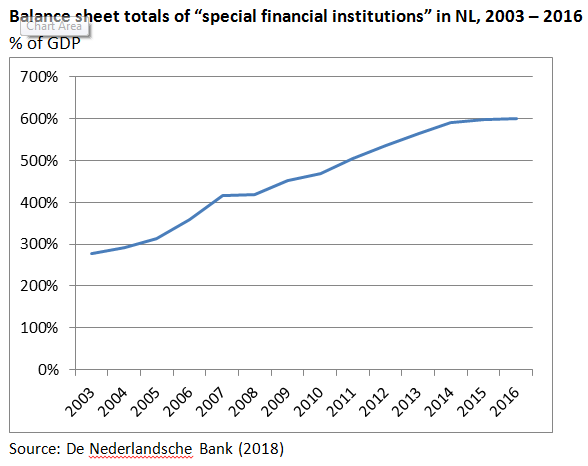 Balance sheet totals of “special financial institutions” in NL, 2003 – 2016
Chart Area
% of GDP
700%
600%
500%
400%
300%
200%
100%
0%
2003 2004 2005 2006 2007 2008 2009 2010 2011 2012 2013 2014 2015 2016
Source: De Nederlandsche Bank (2018)